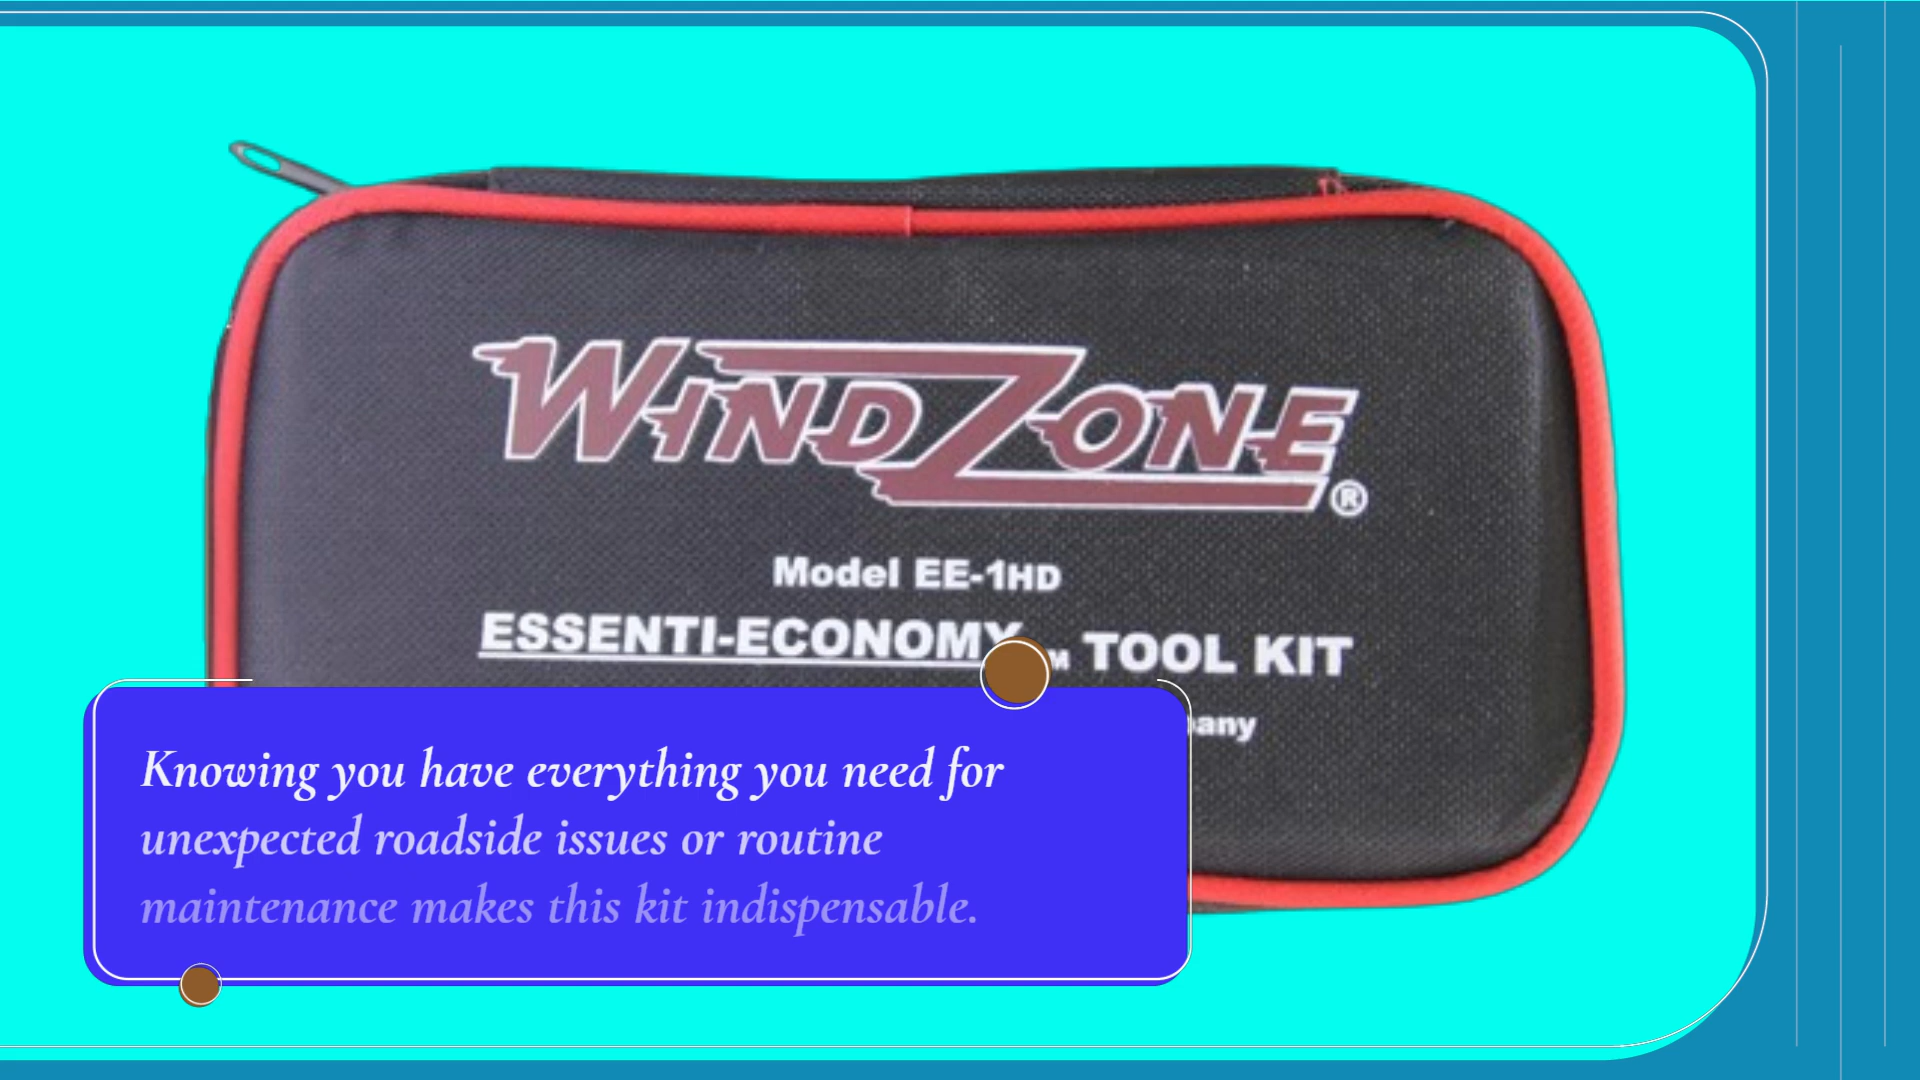 WINDZONE®
Model EE-1HD
ESSENTI-ECONOMY TOOL KIT
Knowing you have everything you need for
unexpected roadside issues or routine
maintenance makes this kit indispensable.